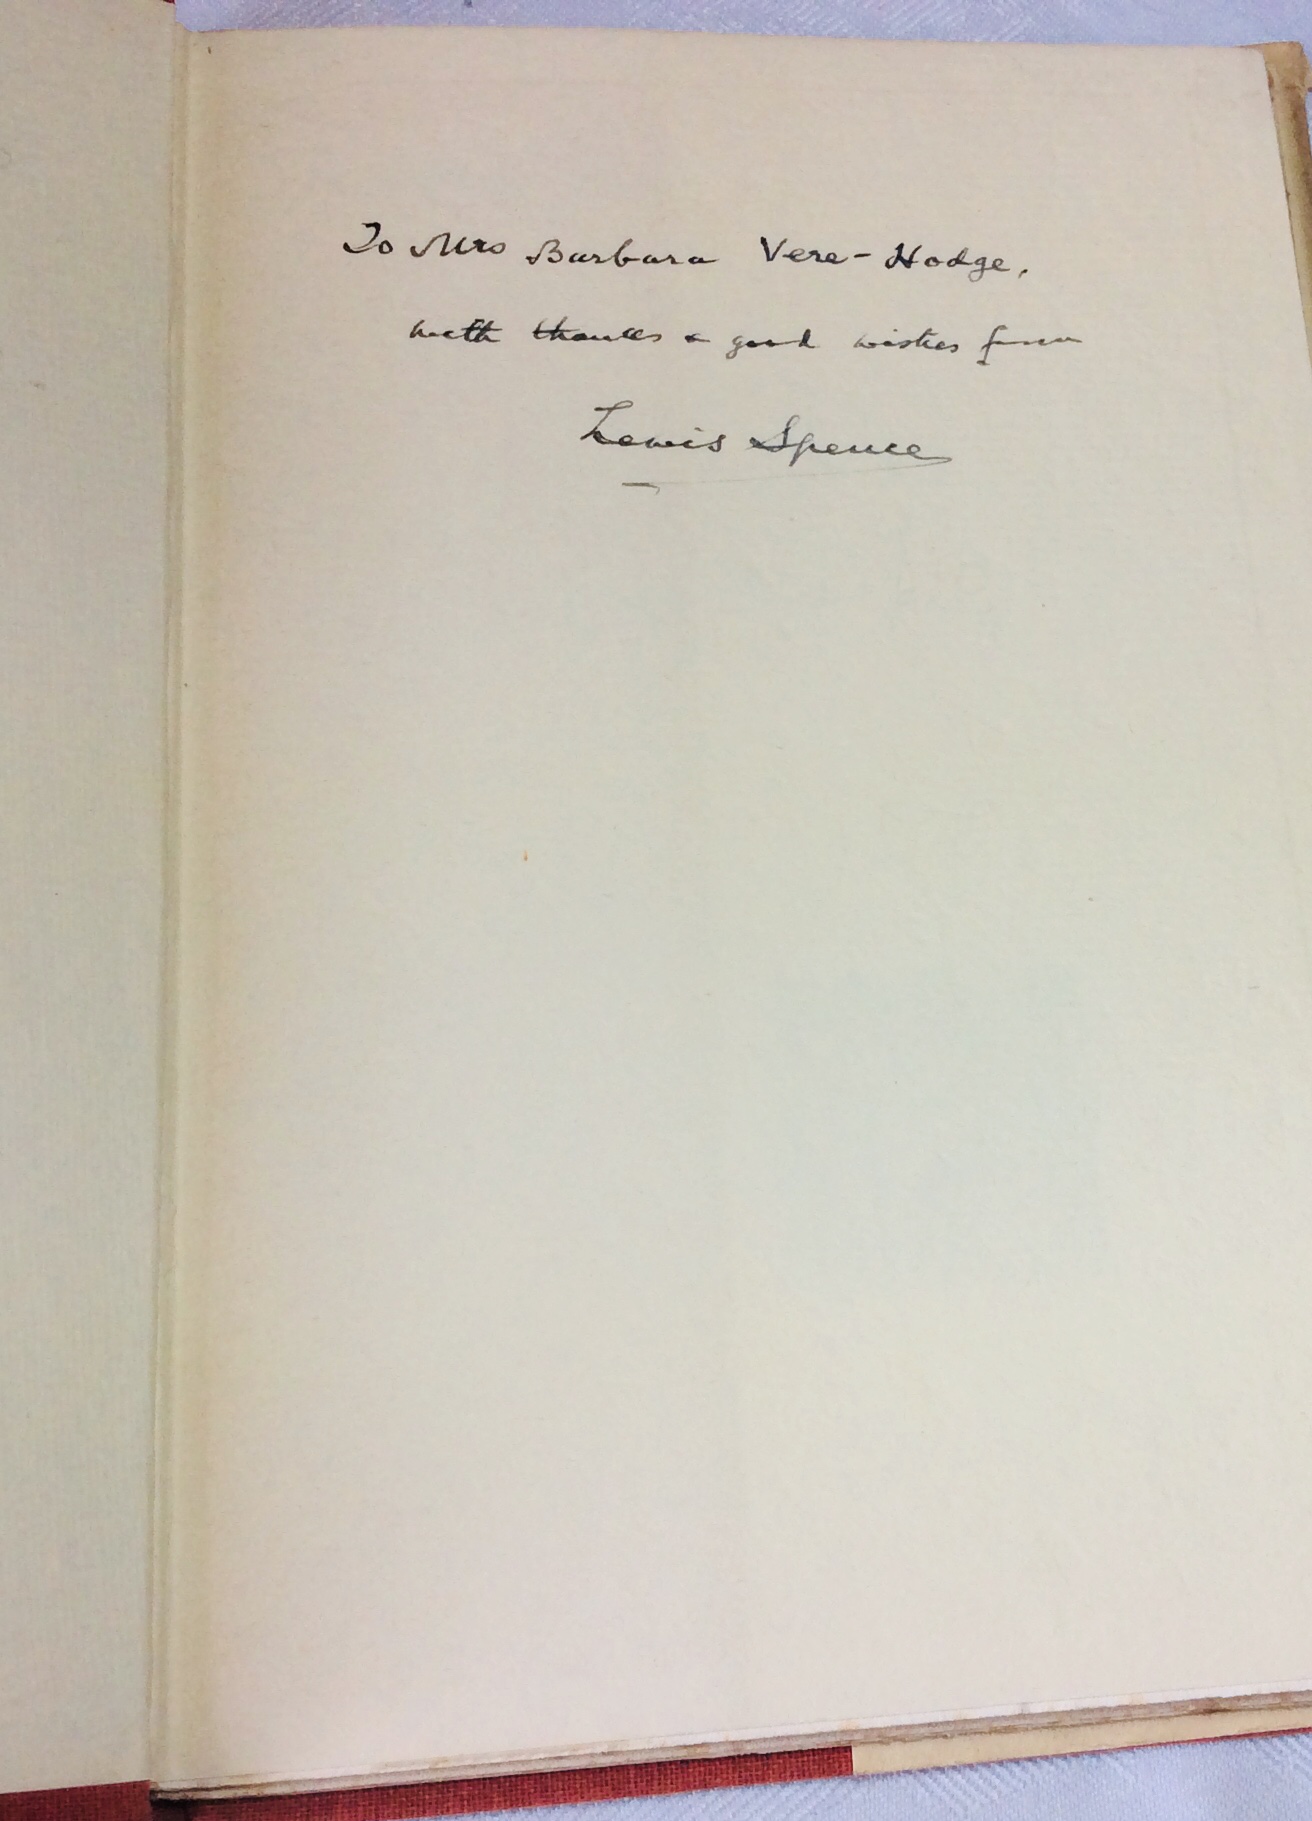 To Mrs Barbara Vere-Hodge,
with thanks & good wishes from
Lewis Spence